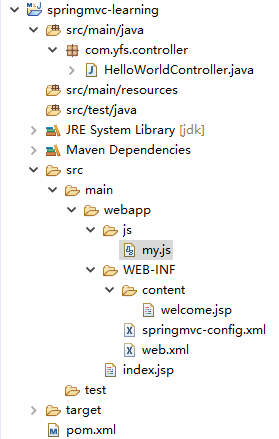 springmvc-learning
src/main/java
com.yfs.controller
HelloWorldController.java
src/main/resources
src/test/java
JRE System Library [jdk]
Maven Dependencies
src
main
webapp
js
my.js
WEB-INF
content
welcome.jsp
springmvc-config.xml
web.xml
index.jsp
test
target
pom.xml